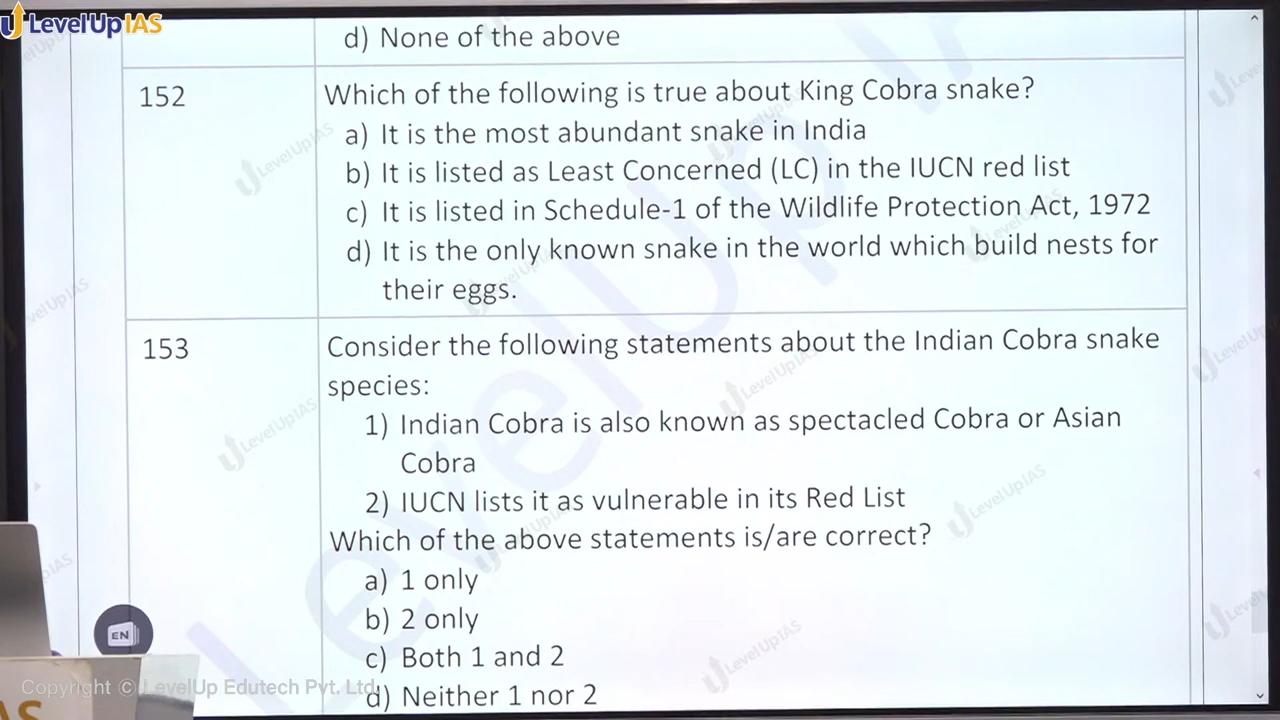 LevelUp IAS
d) None of the above
152
Which of the following is true about King Cobra snake?
a) It is the most abundant snake in India
b) It is listed as Least Concerned (LC) in the IUCN red list
c) It is listed in Schedule-1 of the Wildlife Protection Act, 1972
d) It is the only known snake in the world which build nests for
their eggs.
153
Consider the following statements about the Indian Cobra snake
species:
1) Indian Cobra is also known as spectacled Cobra or Asian
Cobra
2) IUCN lists it as vulnerable in its Red List
Which of the above statements is/are correct?
a) 1 only
b) 2 only
EN
c) Both 1 and 2
Copyright © LevelUp Edutech Pvt. Ltd.
d) Neither 1 nor 2
AS